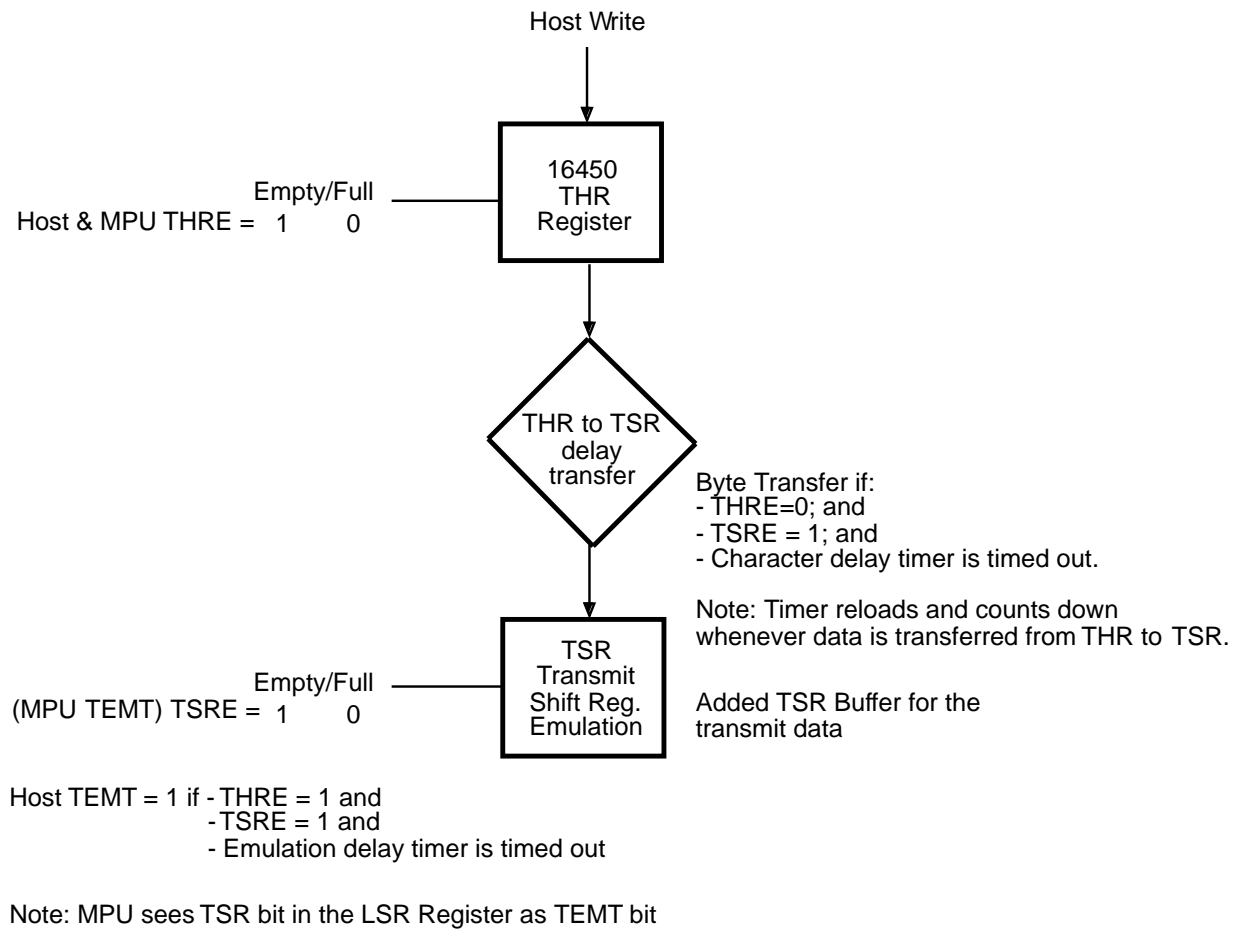 Host Write
16450
THR
Register
Empty/Full
Host & MPU THRE = 1 0
THR to TSR
delay
transfer
Byte Transfer if:
- THRE=0; and
- TSRE = 1; and
- Character delay timer is timed out.
Note: Timer reloads and counts down
whenever data is transferred from THR to TSR.
TSR
Transmit
Shift Reg.
Emulation
Empty/Full
(MPU TEMT) TSRE = 1 0
Added TSR Buffer for the
transmit data
Host TEMT = 1 if - THRE = 1 and
- TSRE = 1 and
- Emulation delay timer is timed out
Note: MPU sees TSR bit in the LSR Register as TEMT bit